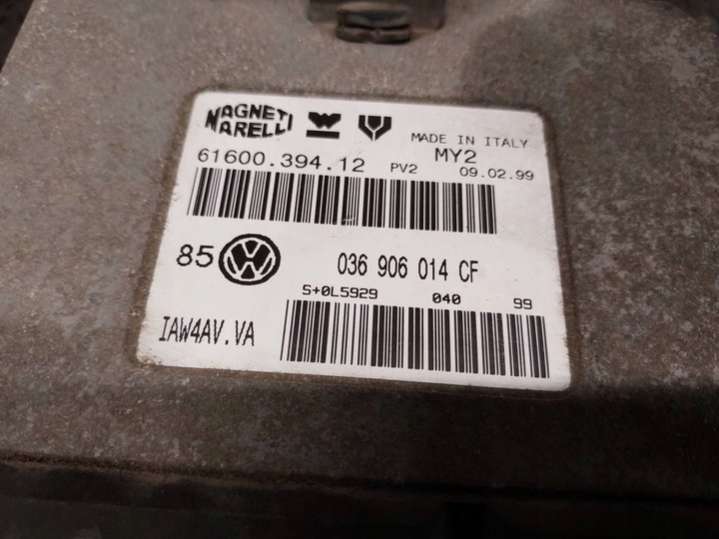 MAGNETI MARELLI
MADE IN ITALY
61600.394.12 PV2 MY2 09.02.99
85 VW 036 906 014 CF
S+0L5929 040 99
IAW4AV.VA